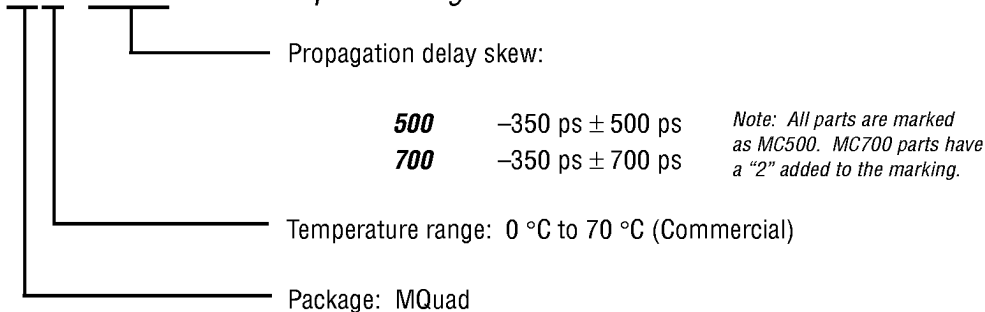 Propagation delay skew:
500 –350 ps ± 500 ps
700 –350 ps ± 700 ps
Note: All parts are marked
as MC500. MC700 parts have
a “2” added to the marking.
Temperature range: 0 °C to 70 °C (Commercial)
Package: MQuad